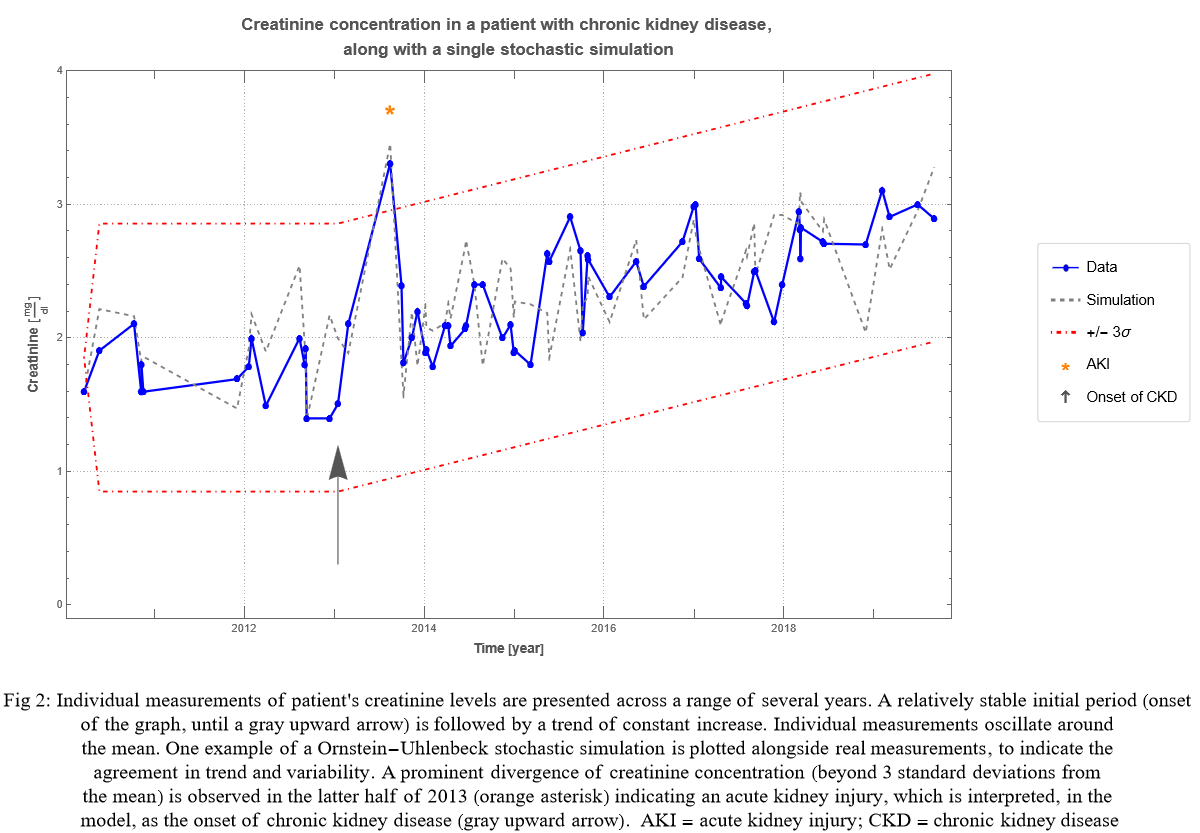 Creatinine concentration in a patient with chronic kidney disease,
along with a single stochastic simulation
4
3
2
1
0
Creatinine [mg/dl]
2012
2014
2016
2018
Time [year]
Data
Simulation
+/− 3σ
AKI
Onset of CKD
Fig 2: Individual measurements of patient's creatinine levels are presented across a range of several years. A relatively stable initial period (onset
of the graph, until a gray upward arrow) is followed by a trend of constant increase. Individual measurements oscillate around
the mean. One example of a Ornstein−Uhlenbeck stochastic simulation is plotted alongside real measurements, to indicate the
agreement in trend and variability. A prominent divergence of creatinine concentration (beyond 3 standard deviations from
the mean) is observed in the latter half of 2013 (orange asterisk) indicating an acute kidney injury, which is interpreted, in the
model, as the onset of chronic kidney disease (gray upward arrow). AKI = acute kidney injury; CKD = chronic kidney disease